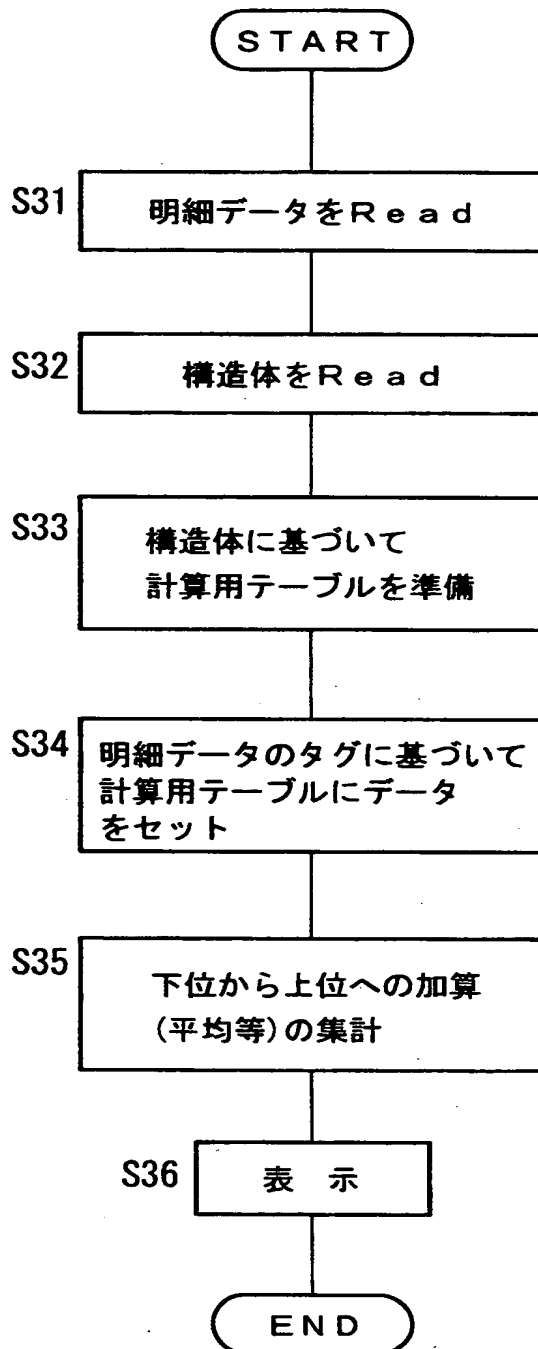 START
S31
明細データをRead
S32
構造体をRead
S33
構造体に基づいて
計算用テーブルを準備
S34
明細データのタグに基づいて
計算用テーブルにデータ
をセット
S35
下位から上位への加算
(平均等)の集計
S36
表 示
END